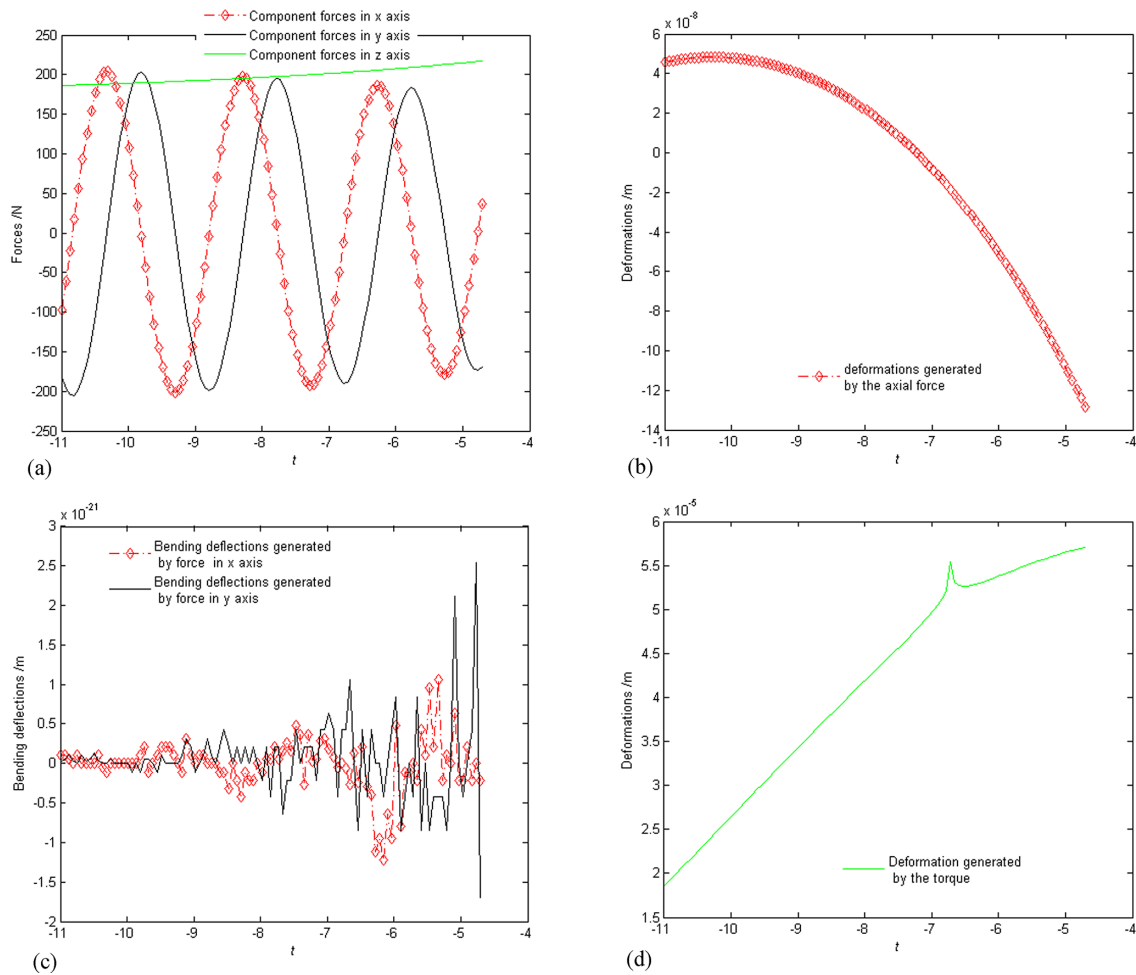 Component forces in x axis
Component forces in y axis
Component forces in z axis
250
200
150
100
50
0
-50
-100
-150
-200
-250
Forces /N
-11
-10
-9
-8
-7
-6
-5
-4
t
(a)
x 10-8
6
4
2
0
-2
-4
-6
-8
-10
-12
-14
Deformations /m
deformations generated
by the axial force
-11
-10
-9
-8
-7
-6
-5
-4
t
(b)
x 10-21
3
2.5
2
1.5
1
0.5
0
-0.5
-1
-1.5
-2
Bending deflections /m
Bending deflections generated
by force in x axis
Bending deflections generated
by force in y axis
-11
-10
-9
-8
-7
-6
-5
-4
t
(c)
x 10-5
6
5.5
5
4.5
4
3.5
3
2.5
2
1.5
Deformations /m
Deformation generated
by the torque
-11
-10
-9
-8
-7
-6
-5
-4
t
(d)